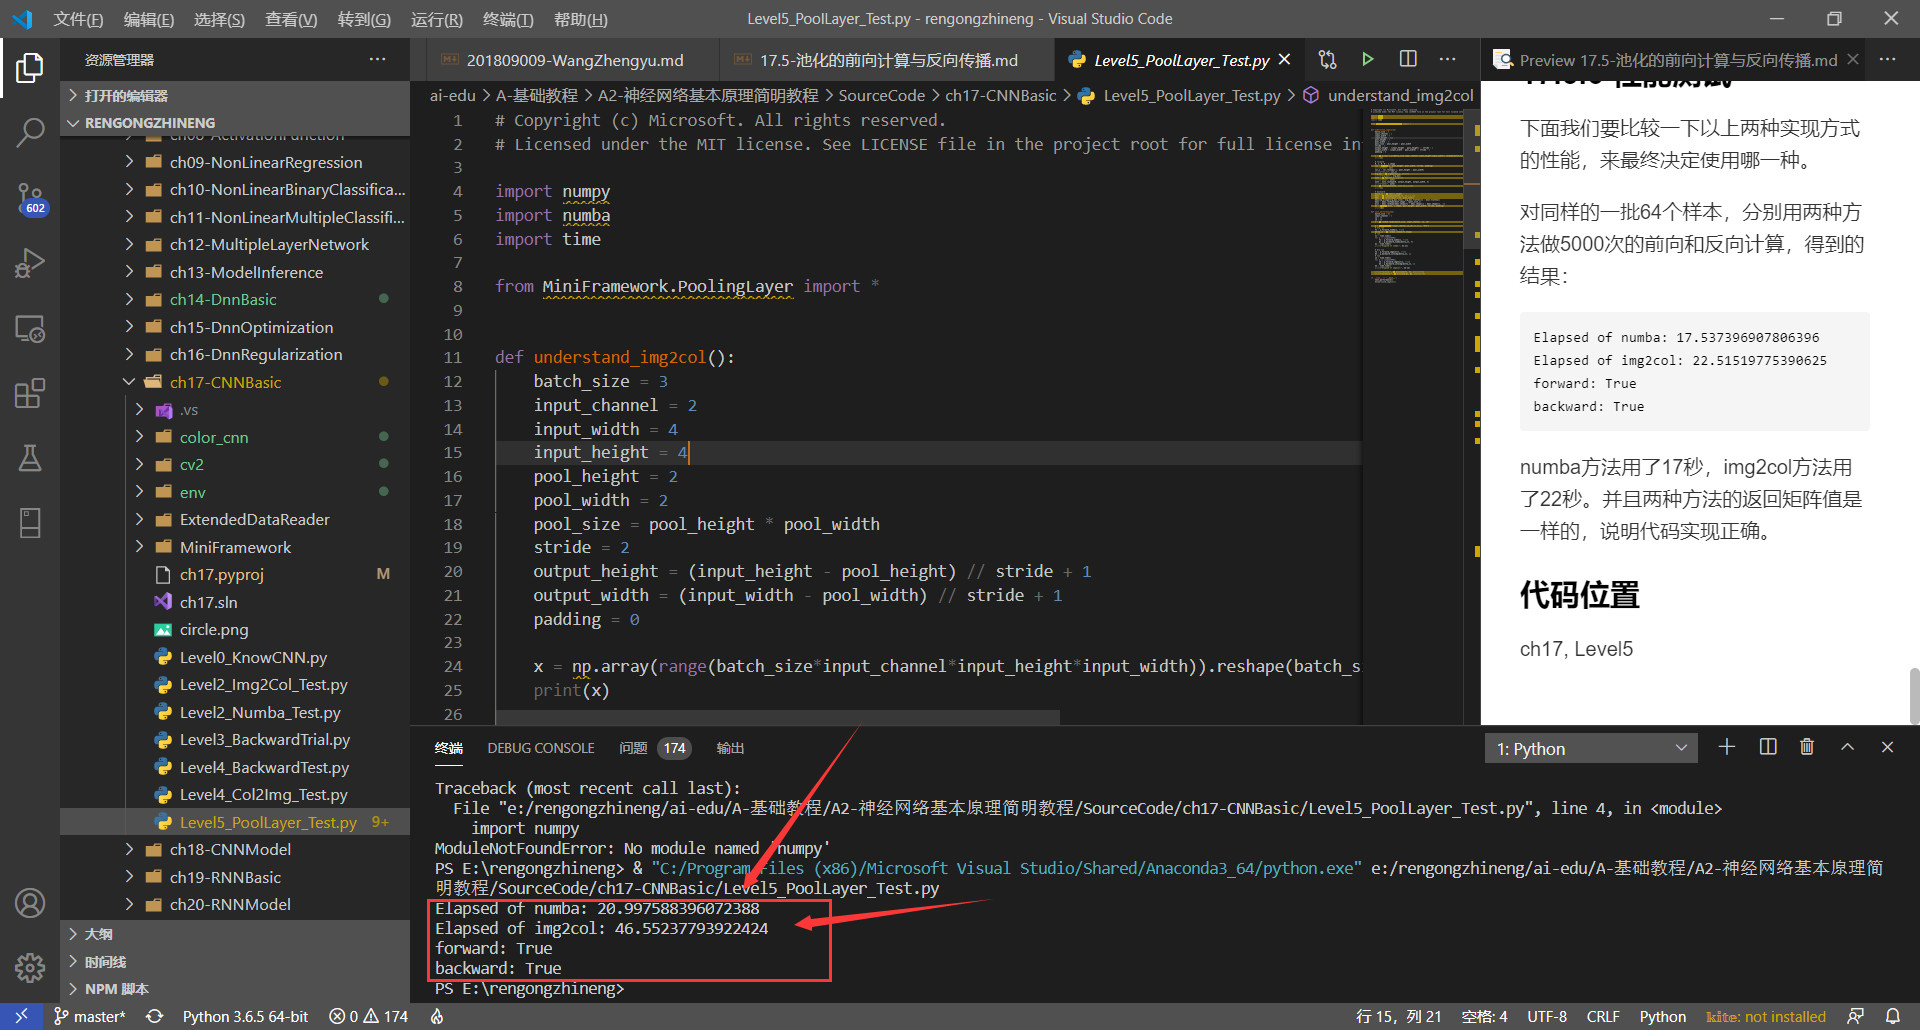 文件(F) 编辑(E) 选择(S) 查看(V) 转到(G) 运行(R) 终端(T) 帮助(H)
Level5_PoolLayer_Test.py - rengongzhineng - Visual Studio Code
资源管理器
打开的编辑器
RENGONGZHINENG
ch08-ActivationFunction
ch09-NonLinearRegression
ch10-NonLinearBinaryClassifica...
ch11-NonLinearMultipleClassifi...
ch12-MultipleLayerNetwork
ch13-ModelInference
ch14-DnnBasic
ch15-DnnOptimization
ch16-DnnRegularization
ch17-CNNBasic
.vs
color_cnn
cv2
env
ExtendedDataReader
MiniFramework
ch17.pyproj M
ch17.sln
circle.png
Level0_KnowCNN.py
Level2_Img2Col_Test.py
Level2_Numba_Test.py
Level3_BackwardTrial.py
Level4_BackwardTest.py
Level4_Col2Img_Test.py
Level5_PoolLayer_Test.py 9+
ch18-CNNModel
ch19-RNNBasic
ch20-RNNModel
大纲
时间线
NPM 脚本
602
201809009-WangZhengyu.md
17.5-池化的前向计算与反向传播.md
Level5_PoolLayer_Test.py
ai-edu > A-基础教程 > A2-神经网络基本原理简明教程 > SourceCode > ch17-CNNBasic > Level5_PoolLayer_Test.py > understand_img2col
1 # Copyright (c) Microsoft. All rights reserved.
2 # Licensed under the MIT license. See LICENSE file in the project root for full license in
3
4 import numpy
5 import numba
6 import time
7
8 from MiniFramework.PoolingLayer import *
9
10
11 def understand_img2col():
12 batch_size = 3
13 input_channel = 2
14 input_width = 4
15 input_height = 4
16 pool_height = 2
17 pool_width = 2
18 pool_size = pool_height * pool_width
19 stride = 2
20 output_height = (input_height - pool_height) // stride + 1
21 output_width = (input_width - pool_width) // stride + 1
22 padding = 0
23
24 x = np.array(range(batch_size*input_channel*input_height*input_width)).reshape(batch_s
25 print(x)
26
Preview 17.5-池化的前向计算与反向传播.md
下面我们要比较一下以上两种实现方式
的性能，来最终决定使用哪一种。
对同样的一批64个样本，分别用两种方
法做5000次的前向和反向计算，得到的
结果：
Elapsed of numba: 17.537396907806396
Elapsed of img2col: 22.51519775390625
forward: True
backward: True
numba方法用了17秒，img2col方法用
了22秒。并且两种方法的返回矩阵值是
一样的，说明代码实现正确。
代码位置
ch17, Level5
终端 DEBUG CONSOLE 问题 174 输出
1: Python
Traceback (most recent call last):
File "e:/rengongzhineng/ai-edu/A-基础教程/A2-神经网络基本原理简明教程/SourceCode/ch17-CNNBasic/Level5_PoolLayer_Test.py", line 4, in <module>
import numpy
ModuleNotFoundError: No module named 'numpy'
PS E:\rengongzhineng> & "C:/Program Files (x86)/Microsoft Visual Studio/Shared/Anaconda3_64/python.exe" e:/rengongzhineng/ai-edu/A-基础教程/A2-神经网络基本原理简
明教程/SourceCode/ch17-CNNBasic/Level5_PoolLayer_Test.py
Elapsed of numba: 20.997588396072388
Elapsed of img2col: 46.55237793922424
forward: True
backward: True
PS E:\rengongzhineng>
master* Python 3.6.5 64-bit 0 174
行 15，列 21 空格: 4 UTF-8 CRLF Python kite: not installed